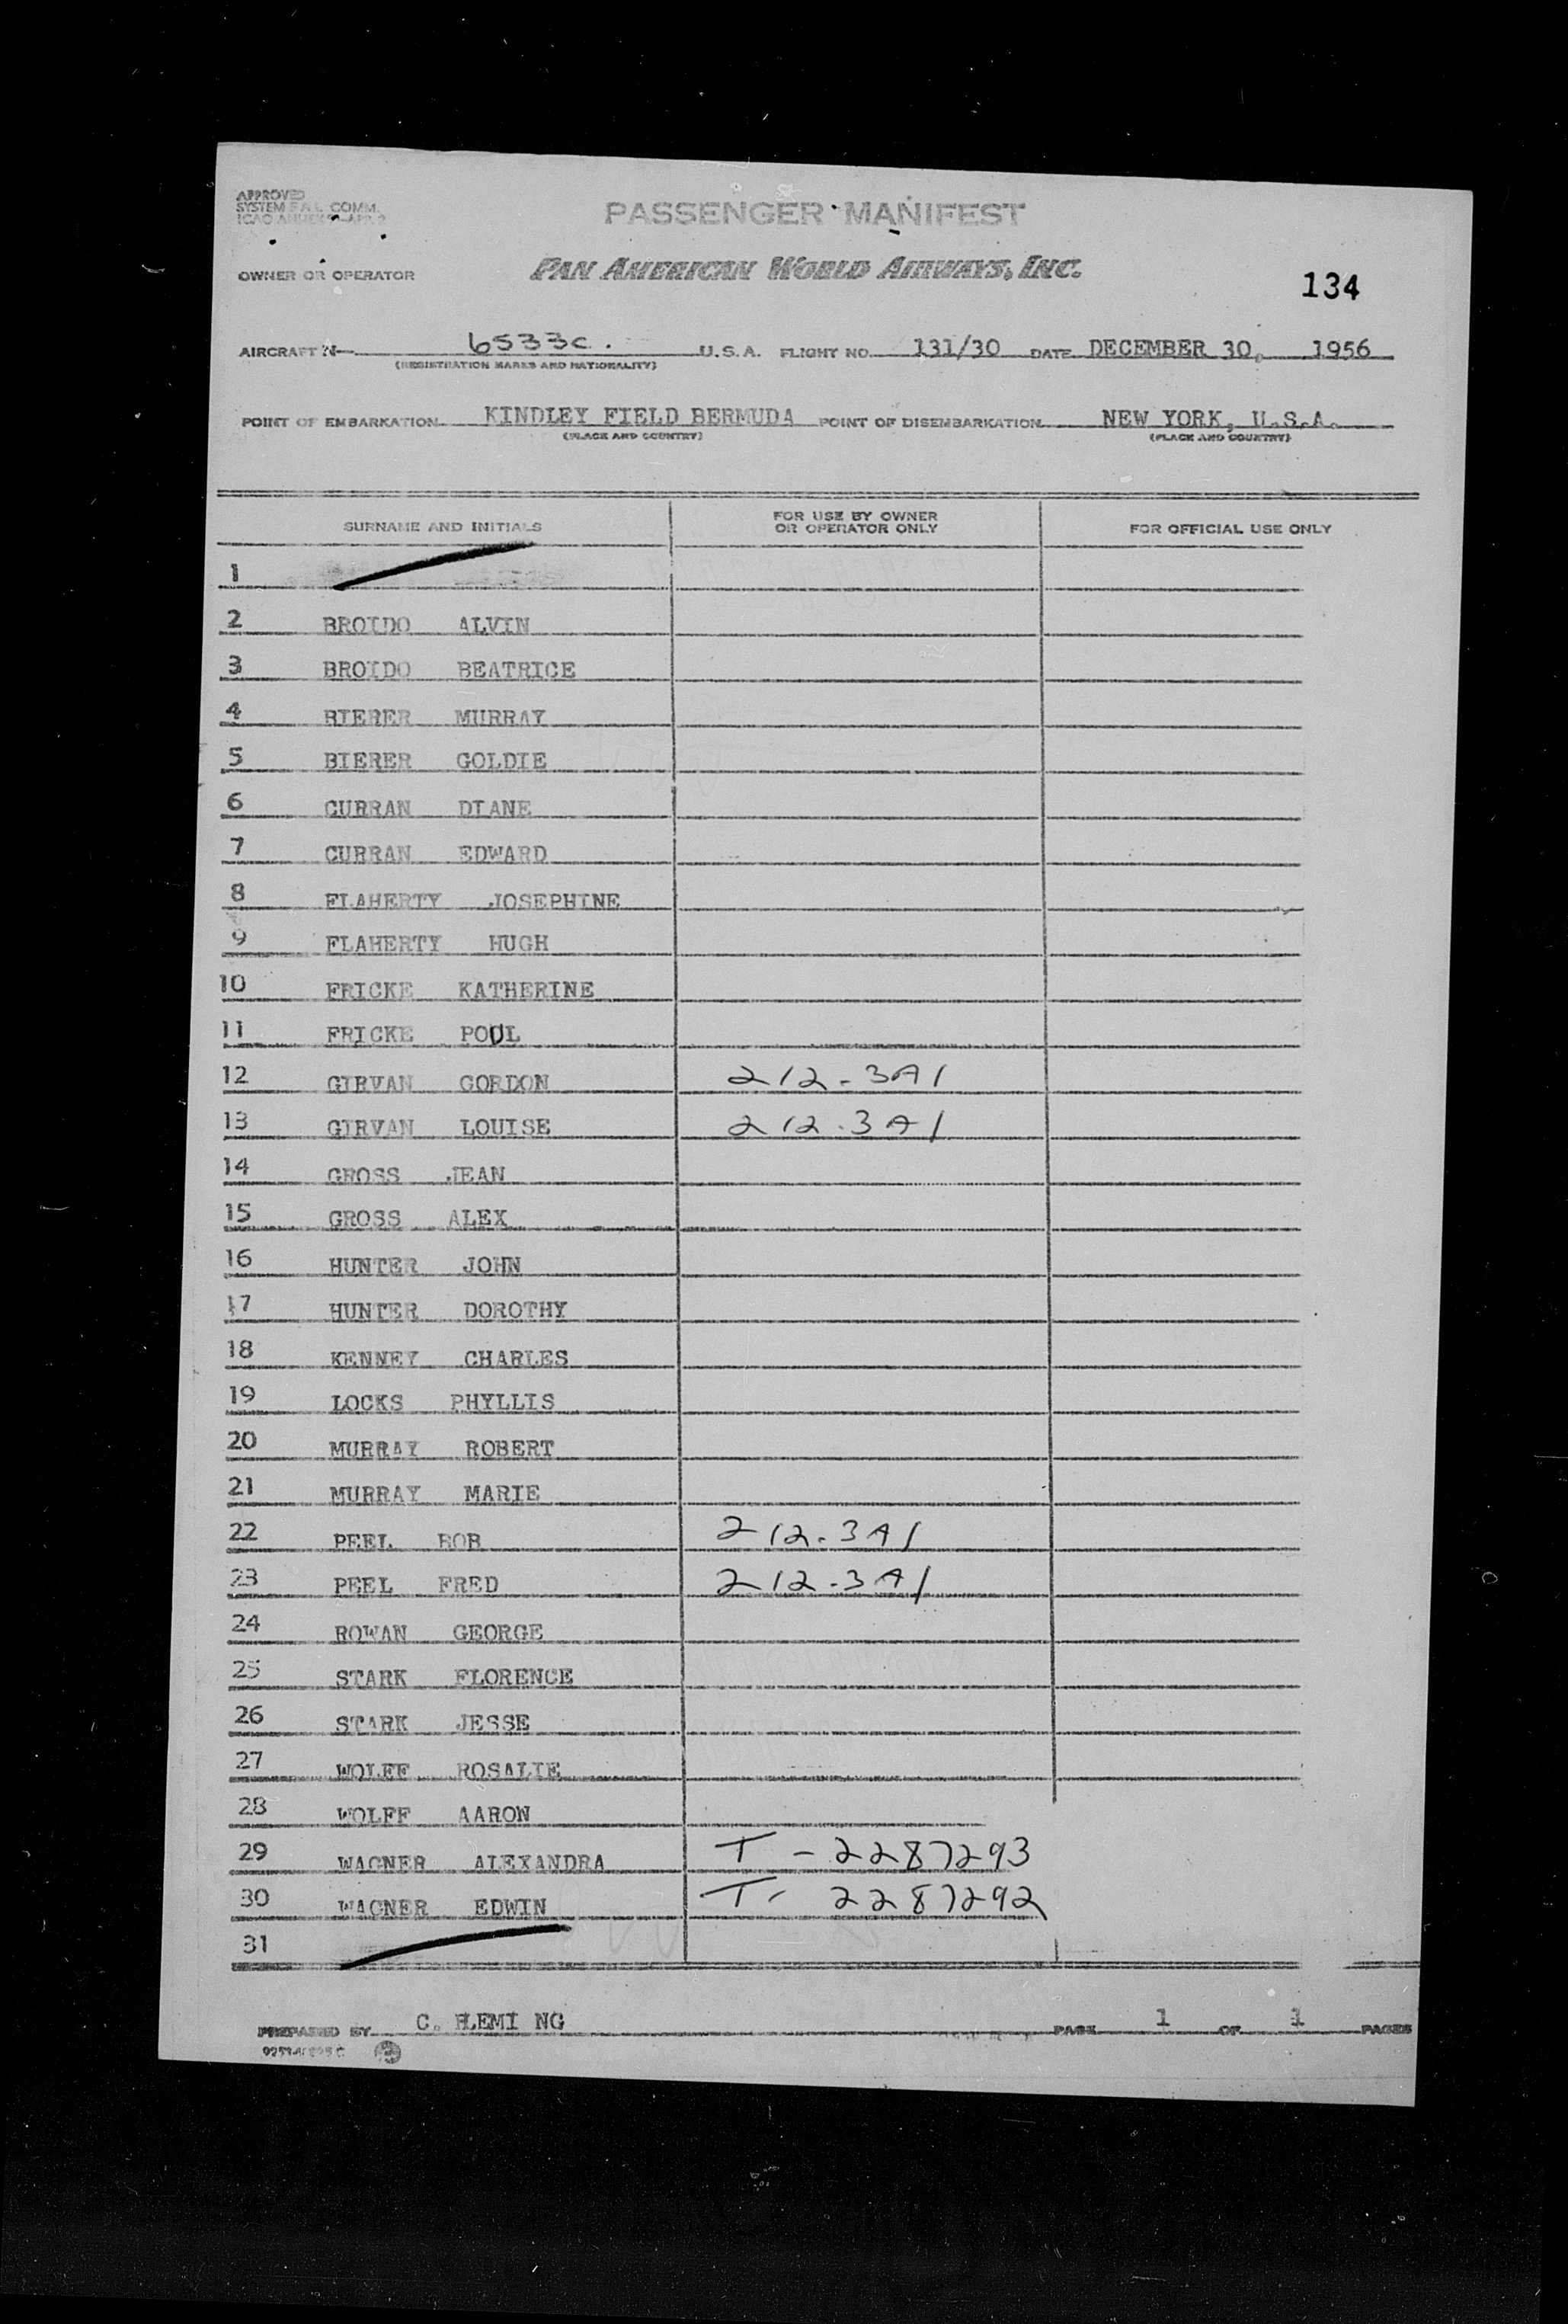 APPROVED
SYSTEM F.A.L. COMM.
PASSENGER MANIFEST
OWNER OR OPERATOR PAN AMERICAN WORLD AIRWAYS, INC.
134
AIRCRAFT N- 6533C. U.S.A. FLIGHT NO. 131/30 DATE DECEMBER 30, 1956
(REGISTRATION MARKS AND NATIONALITY)
POINT OF EMBARKATION KINDLEY FIELD BERMUDA POINT OF DISEMBARKATION NEW YORK, U.S.A.
(PLACE AND COUNTRY) (PLACE AND COUNTRY)
SURNAME AND INITIALS FOR USE BY OWNER OR OPERATOR ONLY FOR OFFICIAL USE ONLY
1
2 BROIDO ALVIN
3 BROIDO BEATRICE
4 BIERER MURRAY
5 BIERER GOLDIE
6 CURRAN DIANE
7 CURRAN EDWARD
8 FLAHERTY JOSEPHINE
9 FLAHERTY HUGH
10 FRICKE KATHERINE
11 FRICKE POUL
12 GIRVAN GORDON 212-3A1
13 GIRVAN LOUISE 212-3A1
14 GROSS JEAN
15 GROSS ALEX
16 HUNTER JOHN
17 HUNTER DOROTHY
18 KENNEY CHARLES
19 LOCKS PHYLLIS
20 MURRAY ROBERT
21 MURRAY MARIE
22 PEEL BOB 212-3A1
23 PEEL FRED 212-3A1
24 ROWAN GEORGE
25 STARK FLORENCE
26 STARK JESSE
27 WOLFF ROSALIE
28 WOLFF AARON
29 WAGNER ALEXANDRA T-2287293
30 WAGNER EDWIN T-2287292
31
PREPARED BY C. FLEMI NG PAGE 1 OF 1 PAGES